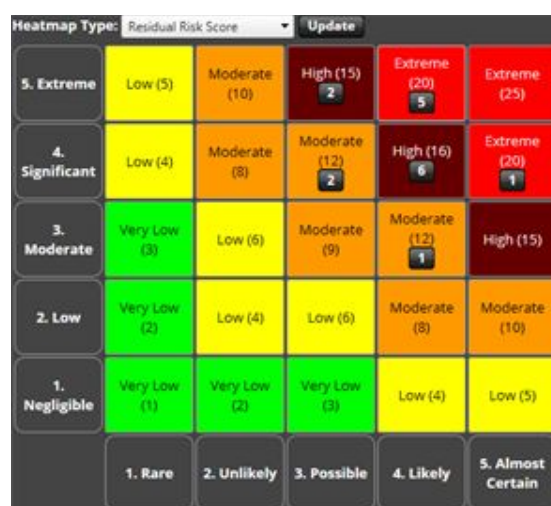 Heatmap Type: Residual Risk Score Update
5. Extreme
Low (5)
Moderate
(10)
High (15)
2
Extreme
(20)
5
Extreme
(25)
4.
Significant
Low (4)
Moderate
(8)
Moderate
(12)
2
High (16)
6
Extreme
(20)
1
3.
Moderate
Very Low
(3)
Low (6)
Moderate
(9)
Moderate
(12)
1
High (15)
2. Low
Very Low
(2)
Low (4)
Low (6)
Moderate
(8)
Moderate
(10)
1.
Negligible
Very Low
(1)
Very Low
(2)
Very Low
(3)
Low (4)
Low (5)
1. Rare
2. Unlikely
3. Possible
4. Likely
5. Almost
Certain